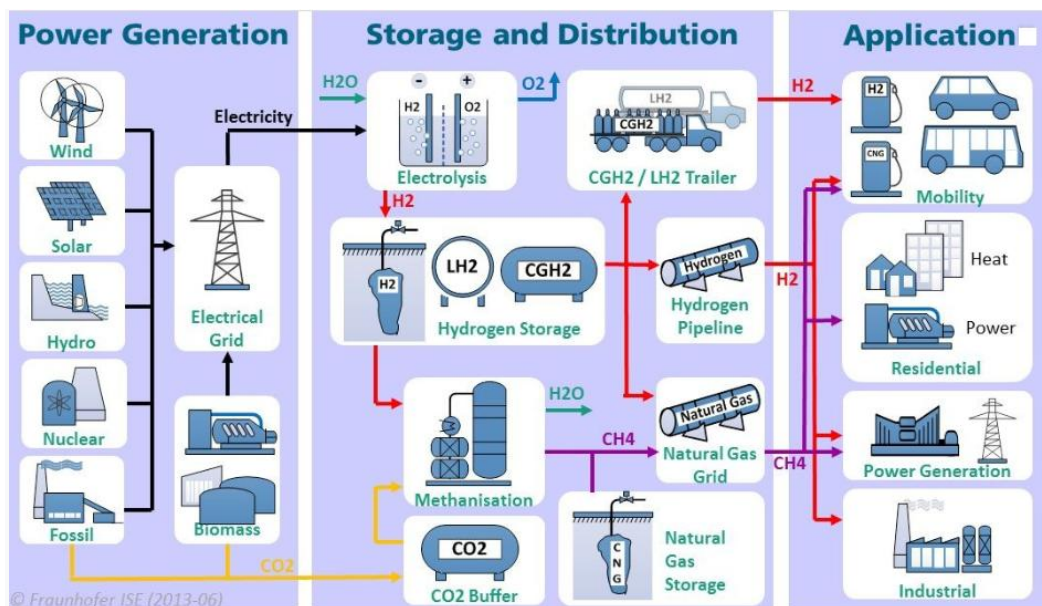 Power Generation
Storage and Distribution
Application
Wind
Solar
Hydro
Nuclear
Fossil
Electricity
Electrical
Grid
Biomass
CO2
© Fraunhofer ISE (2013-06)
H2O
-
+
H2
O2
O2
Electrolysis
H2
LH2
CGH2
CGH2 / LH2 Trailer
H2
H2
LH2
CGH2
Hydrogen Storage
Hydrogen
Hydrogen
Pipeline
H2
H2O
Methanisation
CH4
Natural Gas
Natural Gas
Grid
CH4
CO2
CO2 Buffer
C
N
G
Natural
Gas
Storage
H2
CNG
Mobility
Heat
Power
Residential
Power Generation
Industrial